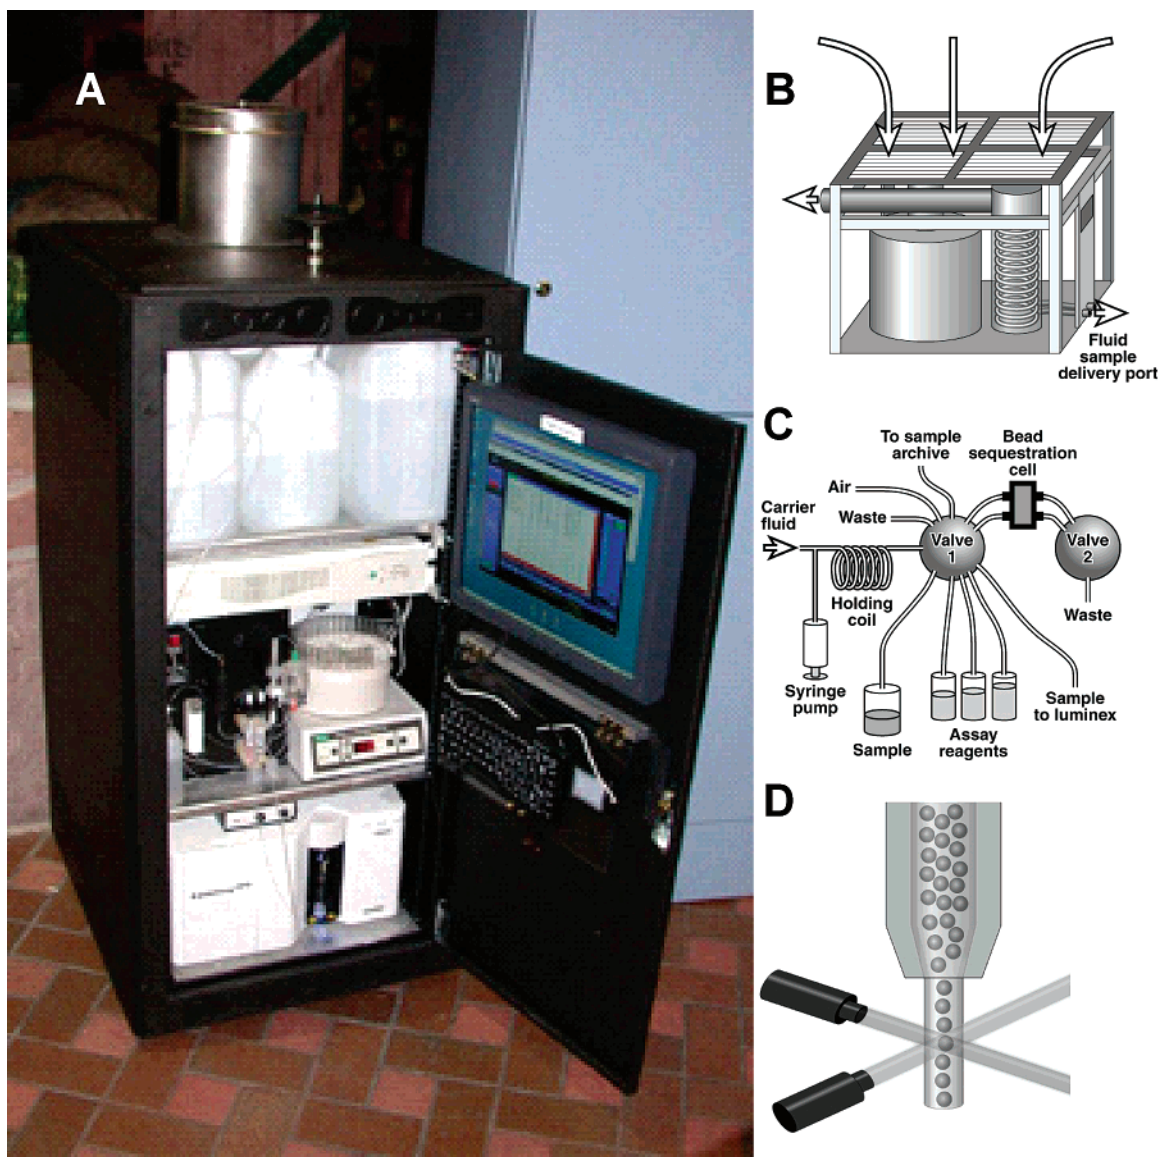 A
B
Fluid
sample
delivery port
C
To sample
archive
Bead
sequestration
cell
Air
Waste
Carrier
fluid
Valve
1
Valve
2
Holding
coil
Waste
Syringe
pump
Sample
Assay
reagents
Sample
to luminex
D